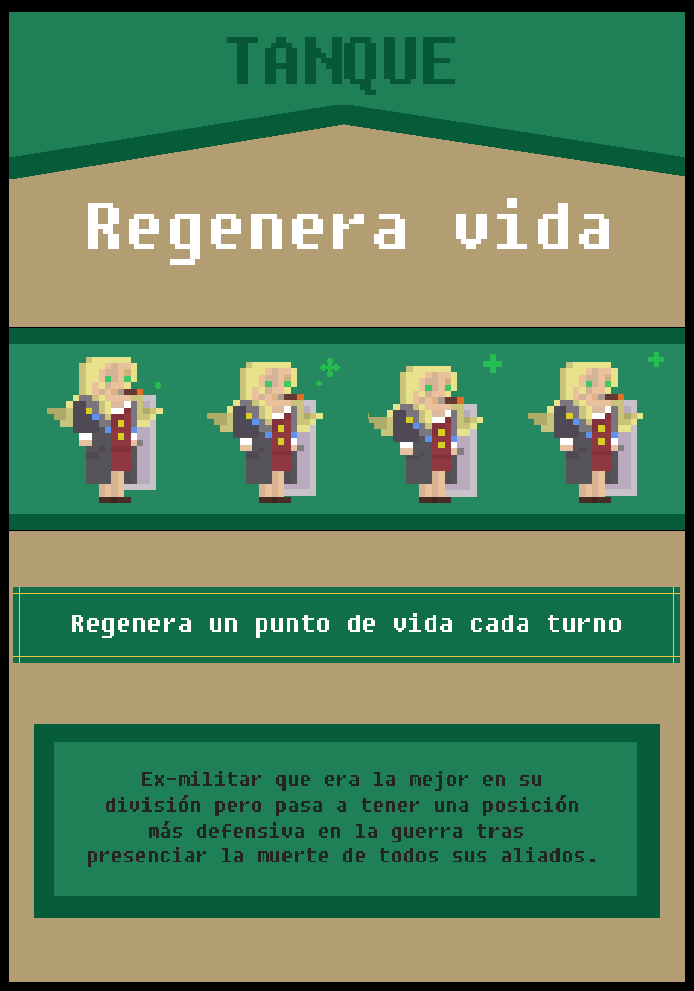 TANQUE
Regenera vida
Regenera un punto de vida cada turno
Ex-militar que era la mejor en su
división pero pasa a tener una posición
más defensiva en la guerra tras
presenciar la muerte de todos sus aliados.